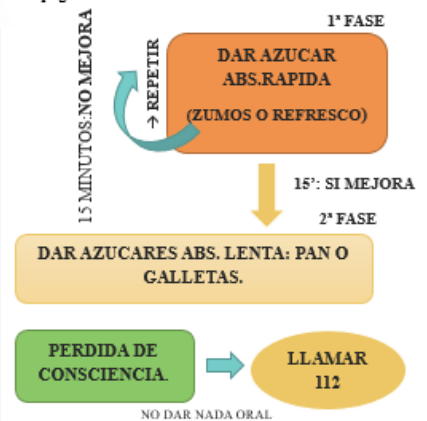 1ª FASE
DAR AZUCAR
ABS.RAPIDA
(ZUMOS O REFRESCO)
15 MINUTOS:NO MEJORA
→ REPETIR
15’: SI MEJORA
2ª FASE
DAR AZUCARES ABS. LENTA: PAN O
GALLETAS.
PERDIDA DE
CONSCIENCIA.
LLAMAR
112
NO DAR NADA ORAL